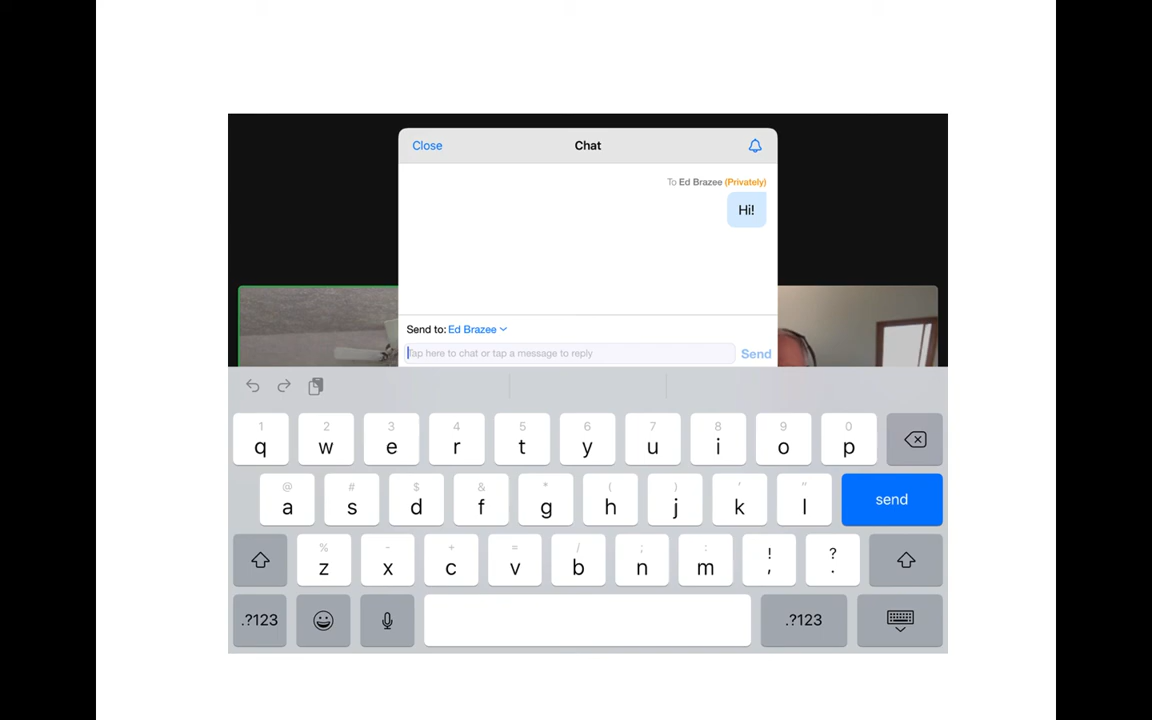 Close
Chat
To Ed Brazee (Privately)
Hi!
Send to: Ed Brazee
Tap here to chat or tap a message to reply
Send
1 2 3 4 5 6 7 8 9 0
q w e r t y u i o p
@ # $ & * ( ) ' "
a s d f g h j k l
send
% - + = / ; : ! ?
z x c v b n m , .
.?123
.?123